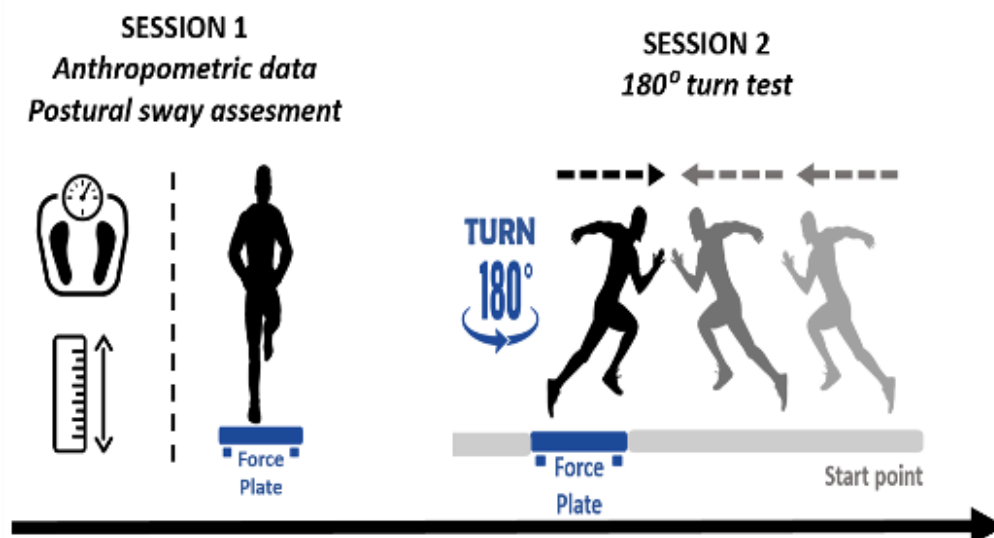 SESSION 1
Anthropometric data
Postural sway assesment
Force
Plate
SESSION 2
180⁰ turn test
TURN
180°
Force
Plate
Start point